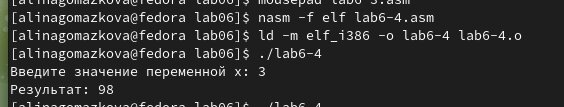 [alinagomazkova@fedora lab06]$ mousepad lab6-3.asm
[alinagomazkova@fedora lab06]$ nasm -f elf lab6-4.asm
[alinagomazkova@fedora lab06]$ ld -m elf_i386 -o lab6-4 lab6-4.o
[alinagomazkova@fedora lab06]$ ./lab6-4
Введите значение переменной x: 3
Результат: 98
[alinagomazkova@fedora lab06]$ ./lab6-4